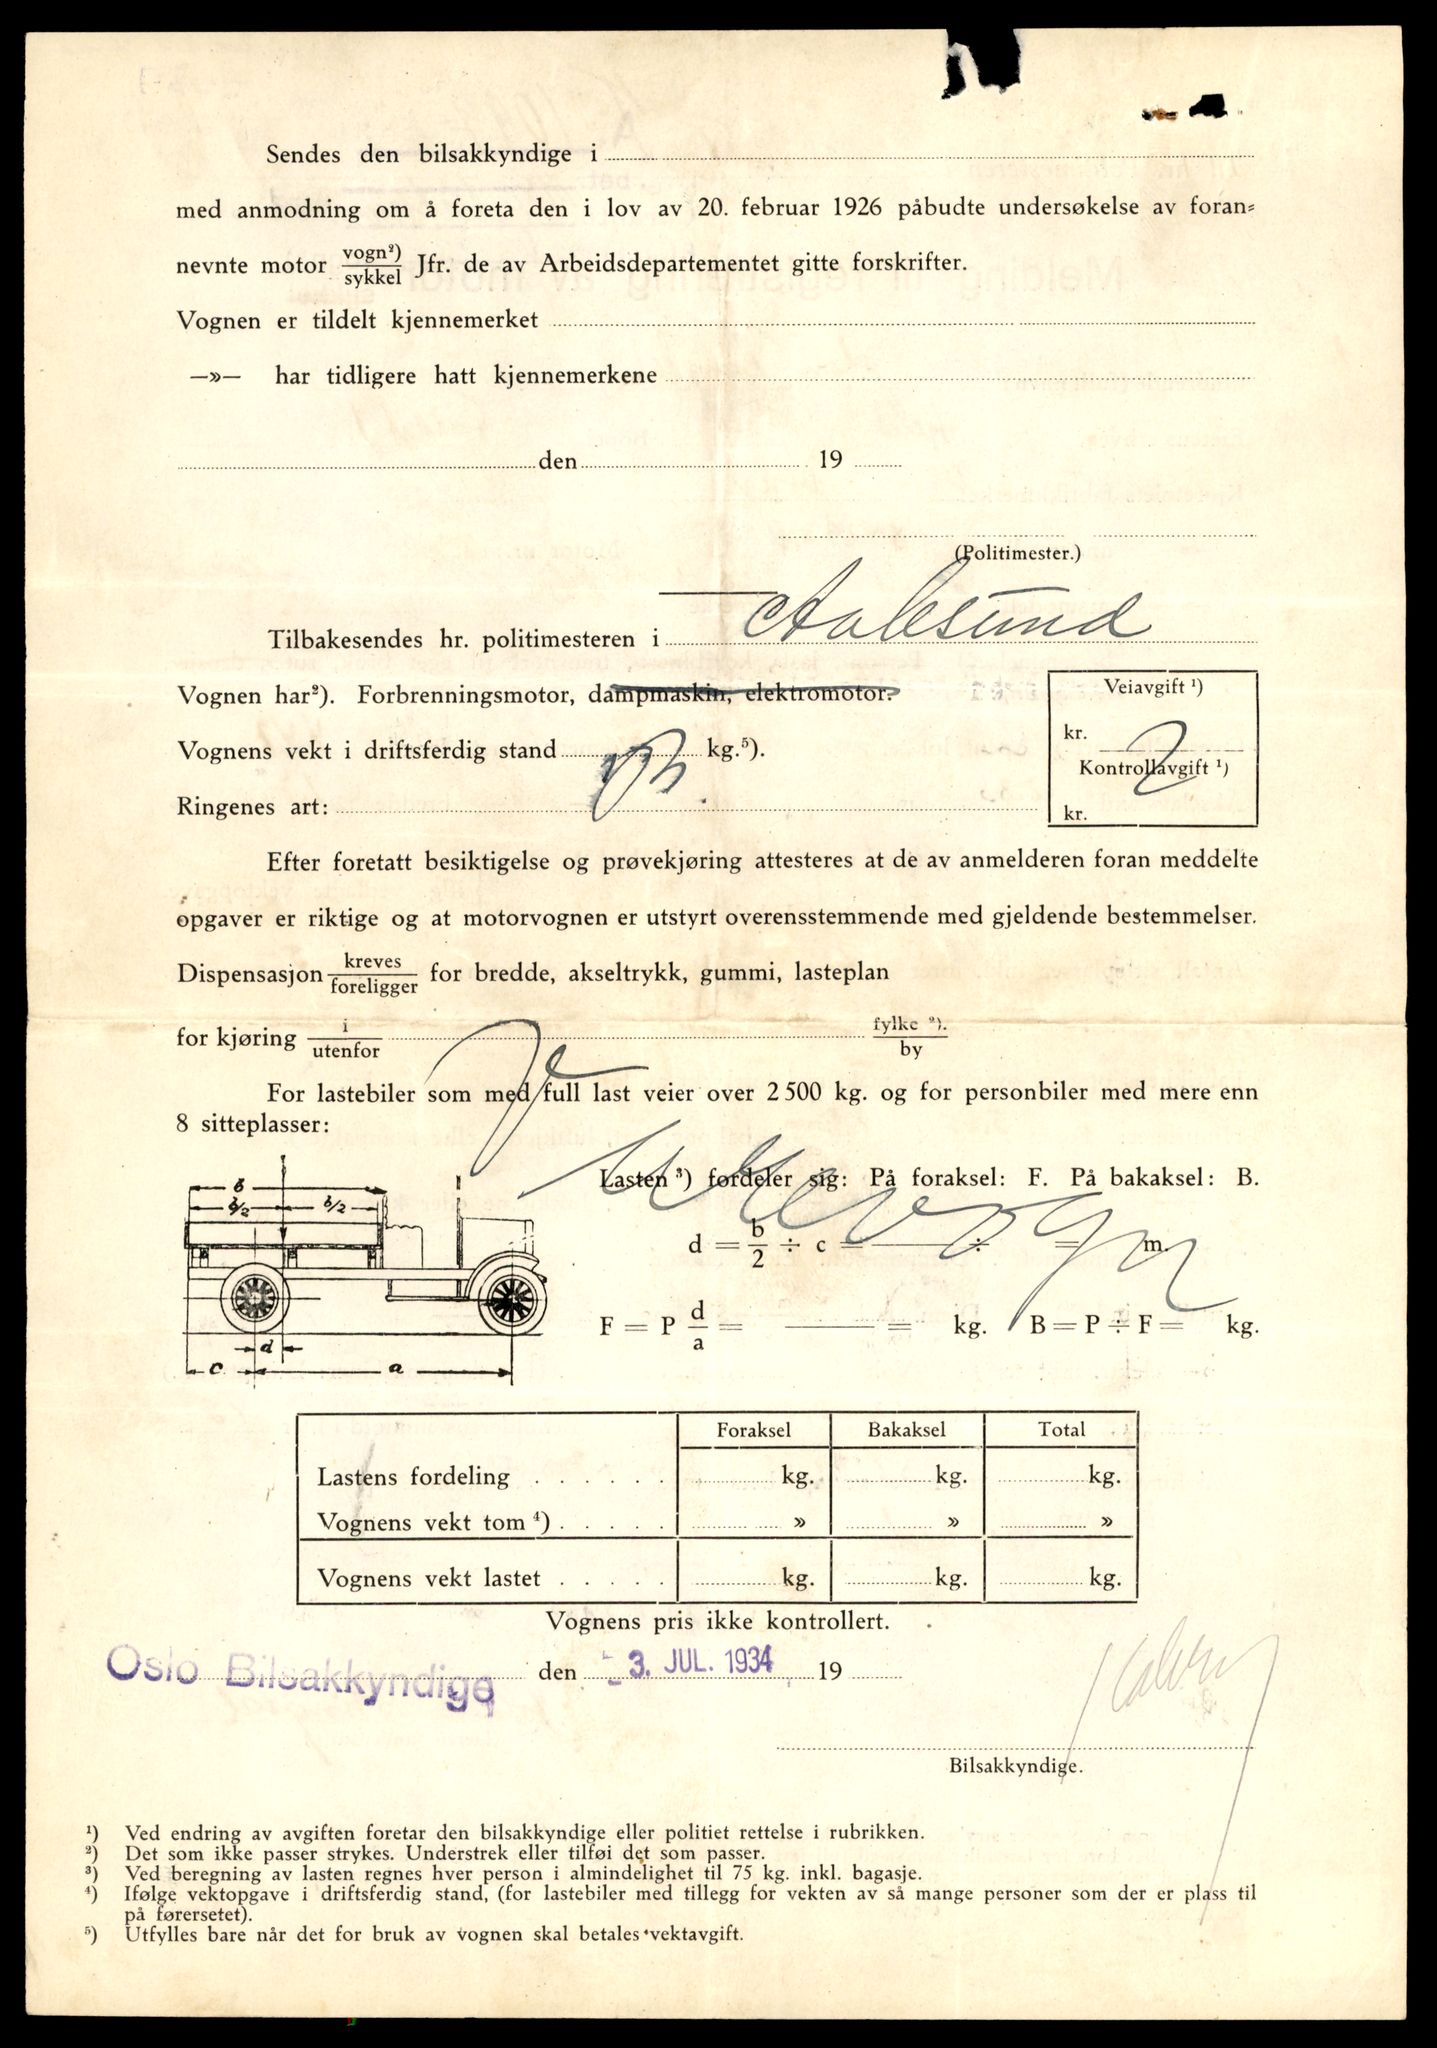 Sendes den bilsakkyndige i
med anmodning om å foreta den i lov av 20. februar 1926 påbudte undersøkelse av foran-
nevnte motor vogn²)/sykkel Jfr. de av Arbeidsdepartementet gitte forskrifter.
Vognen er tildelt kjennemerket
—»— har tidligere hatt kjennemerkene
den 19
(Politimester.)
Tilbakesendes hr. politimesteren i Aalesund
Vognen har²). Forbrenningsmotor, dampmaskin, elektromotor.
Veiavgift ¹)
kr.
Vognens vekt i driftsferdig stand kg.⁵).
Kontrollavgift ¹)
kr.
Ringenes art:
Efter foretatt besiktigelse og prøvekjøring attesteres at de av anmelderen foran meddelte
opgaver er riktige og at motorvognen er utstyrt overensstemmende med gjeldende bestemmelser.
Dispensasjon kreves/foreligger for bredde, akseltrykk, gummi, lasteplan
for kjøring i/utenfor fylke ²)./by
For lastebiler som med full last veier over 2 500 kg. og for personbiler med mere enn
8 sitteplasser:
Lasten ³) fordeler sig: På foraksel: F. På bakaksel: B.
b
b/2 b/2
d = b/2 ÷ c = —— ÷ = m.
F = P d/a = —— = kg. B = P ÷ F = kg.
c d a
Foraksel Bakaksel Total
Lastens fordeling . . . . . . kg. kg. kg.
Vognens vekt tom ⁴) . . . . . » » »
Vognens vekt lastet . . . . . kg. kg. kg.
Vognens pris ikke kontrollert.
Oslo Bilsakkyndige den - 3. JUL. 1934 19
Bilsakkyndige.
¹) Ved endring av avgiften foretar den bilsakkyndige eller politiet rettelse i rubrikken.
²) Det som ikke passer strykes. Understrek eller tilføi det som passer.
³) Ved beregning av lasten regnes hver person i almindelighet til 75 kg. inkl. bagasje.
⁴) Ifølge vektopgave i driftsferdig stand, (for lastebiler med tillegg for vekten av så mange personer som der er plass til
på førersetet).
⁵) Utfylles bare når det for bruk av vognen skal betales vektavgift.